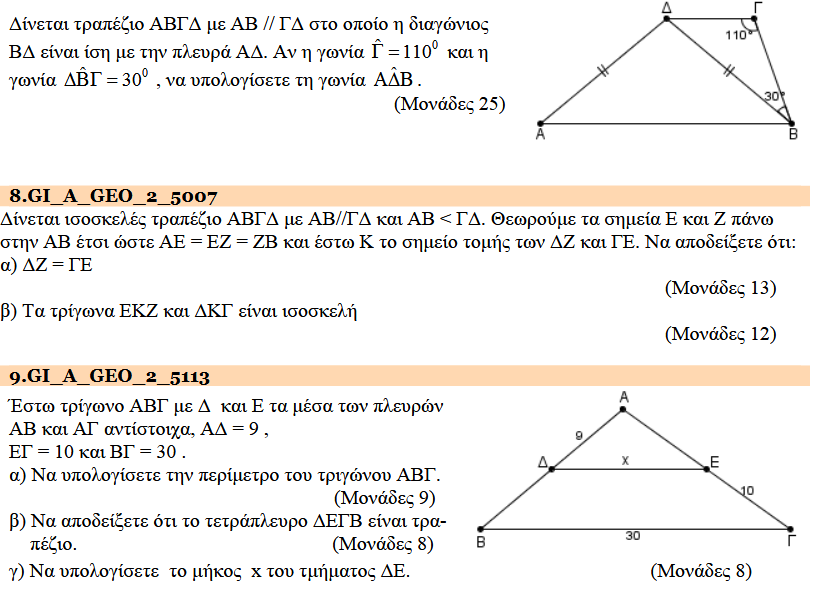 Δίνεται τραπέζιο ΑΒΓΔ με ΑΒ // ΓΔ στο οποίο η διαγώνιος
ΒΔ είναι ίση με την πλευρά ΑΔ. Αν η γωνία Γ̂ = 110⁰ και η
γωνία ΔB̂Γ = 30⁰ , να υπολογίσετε τη γωνία ΑΔ̂Β .
(Μονάδες 25)
Δ
Γ
110°
30°
Α
Β
8.GI_A_GEO_2_5007
Δίνεται ισοσκελές τραπέζιο ΑΒΓΔ με ΑΒ//ΓΔ και ΑΒ < ΓΔ. Θεωρούμε τα σημεία Ε και Ζ πάνω
στην ΑΒ έτσι ώστε ΑΕ = ΕΖ = ΖΒ και έστω Κ το σημείο τομής των ΔΖ και ΓΕ. Να αποδείξετε ότι:
α) ΔΖ = ΓΕ
(Μονάδες 13)
β) Τα τρίγωνα ΕΚΖ και ΔΚΓ είναι ισοσκελή
(Μονάδες 12)
9.GI_A_GEO_2_5113
Έστω τρίγωνο ΑΒΓ με Δ και Ε τα μέσα των πλευρών
ΑΒ και ΑΓ αντίστοιχα, ΑΔ = 9 ,
ΕΓ = 10 και ΒΓ = 30 .
α) Να υπολογίσετε την περίμετρο του τριγώνου ΑΒΓ.
(Μονάδες 9)
β) Να αποδείξετε ότι το τετράπλευρο ΔΕΓΒ είναι τρα-
πέζιο. (Μονάδες 8)
γ) Να υπολογίσετε το μήκος x του τμήματος ΔΕ. (Μονάδες 8)
Α
9
Δ
x
Ε
10
Β
30
Γ